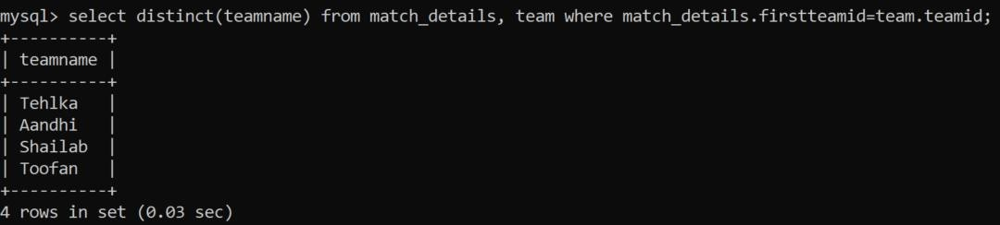 mysql> select distinct(teamname) from match_details, team where match_details.firstteamid=team.teamid;
+----------+
| teamname |
+----------+
| Tehlka   |
| Aandhi   |
| Shailab  |
| Toofan   |
+----------+
4 rows in set (0.03 sec)